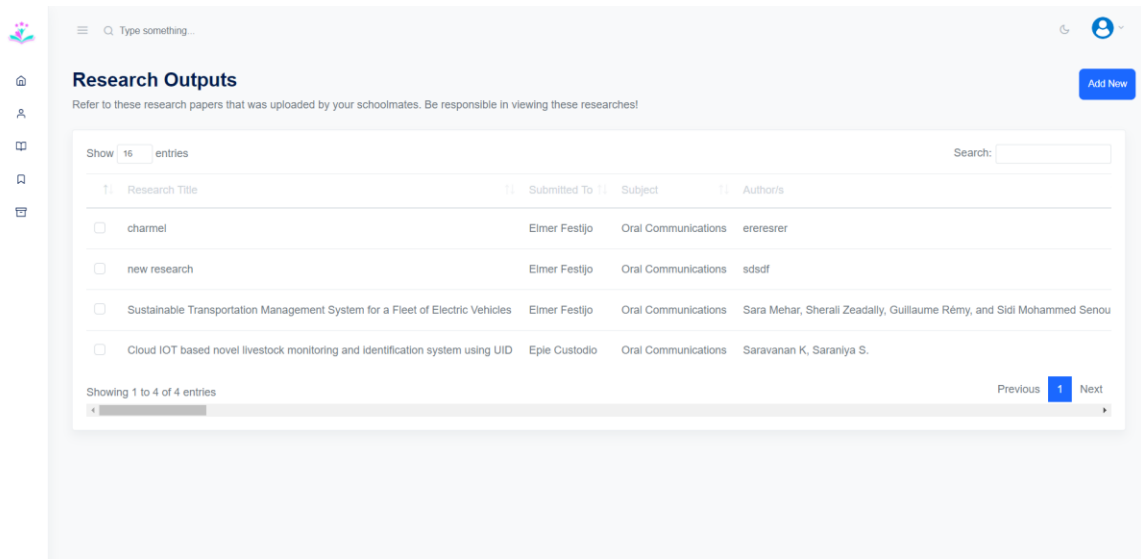 Type something...
Research Outputs
Add New
Refer to these research papers that was uploaded by your schoolmates. Be responsible in viewing these researches!
Show 16 entries Search:
Research Title Submitted To Subject Author/s
charmel Elmer Festijo Oral Communicationsereresrer
new research Elmer Festijo Oral Communications sdsdf
Sustainable Transportation Management System for a Fleet of Electric Vehicles Elmer Festijo Oral Communications Sara Mehar, Sherali Zeadally, Guillaume Rèmy, and Sidi Mohammed Senou
Cloud IOT based novel livestock monitoring and identification system using UID Epie Custodio Oral Communications Saravanan K, Saraniya S.
Showing 1 to 4 of 4 entries Previous 1 Next